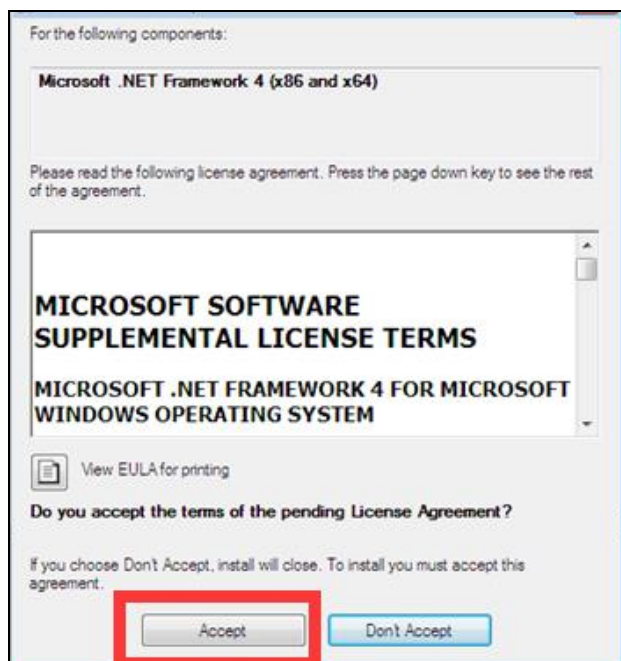 For the following components:
Microsoft .NET Framework 4 (x86 and x64)
Please read the following license agreement. Press the page down key to see the rest
of the agreement.
MICROSOFT SOFTWARE
SUPPLEMENTAL LICENSE TERMS
MICROSOFT .NET FRAMEWORK 4 FOR MICROSOFT
WINDOWS OPERATING SYSTEM
View EULA for printing
Do you accept the terms of the pending License Agreement?
If you choose Don't Accept, install will close. To install you must accept this
agreement.
Accept
Don't Accept